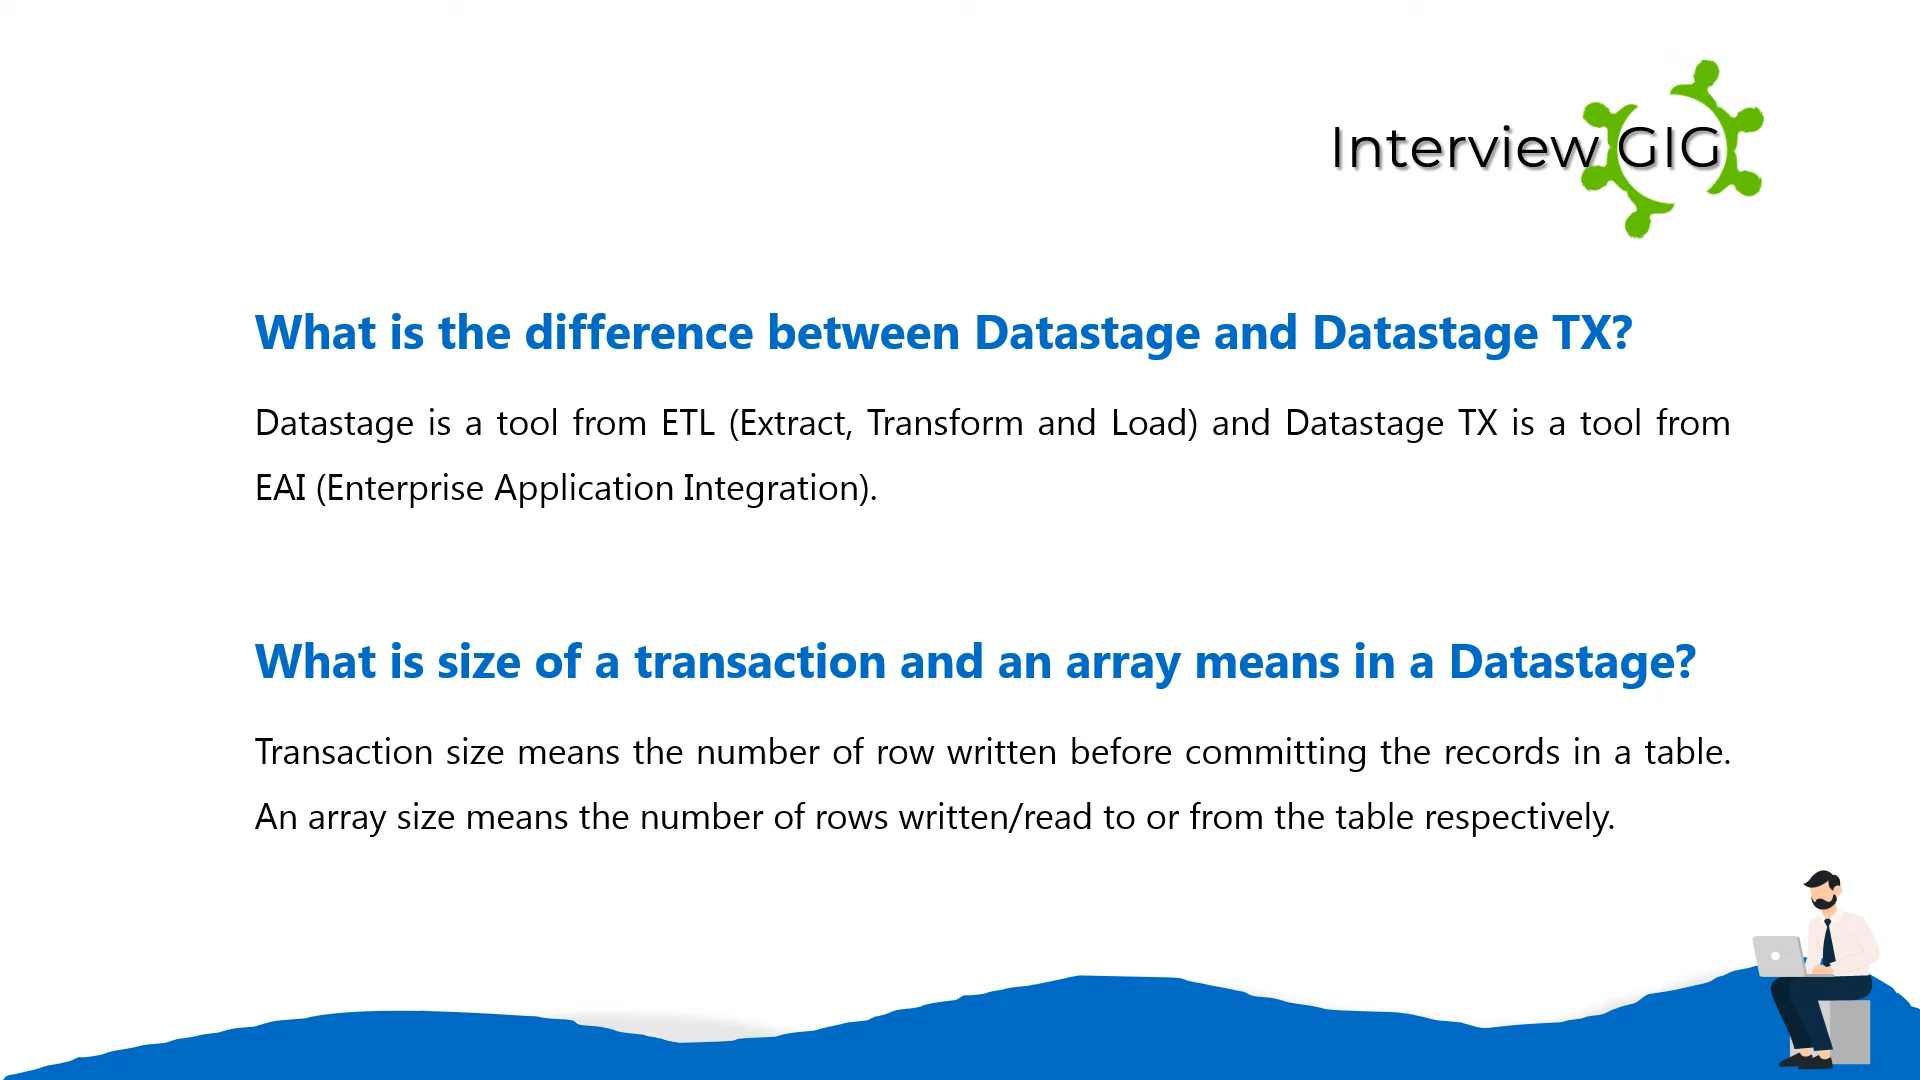 Interview GIG
What is the difference between Datastage and Datastage TX?
Datastage is a tool from ETL (Extract, Transform and Load) and Datastage TX is a tool from
EAI (Enterprise Application Integration).
What is size of a transaction and an array means in a Datastage?
Transaction size means the number of row written before committing the records in a table.
An array size means the number of rows written/read to or from the table respectively.